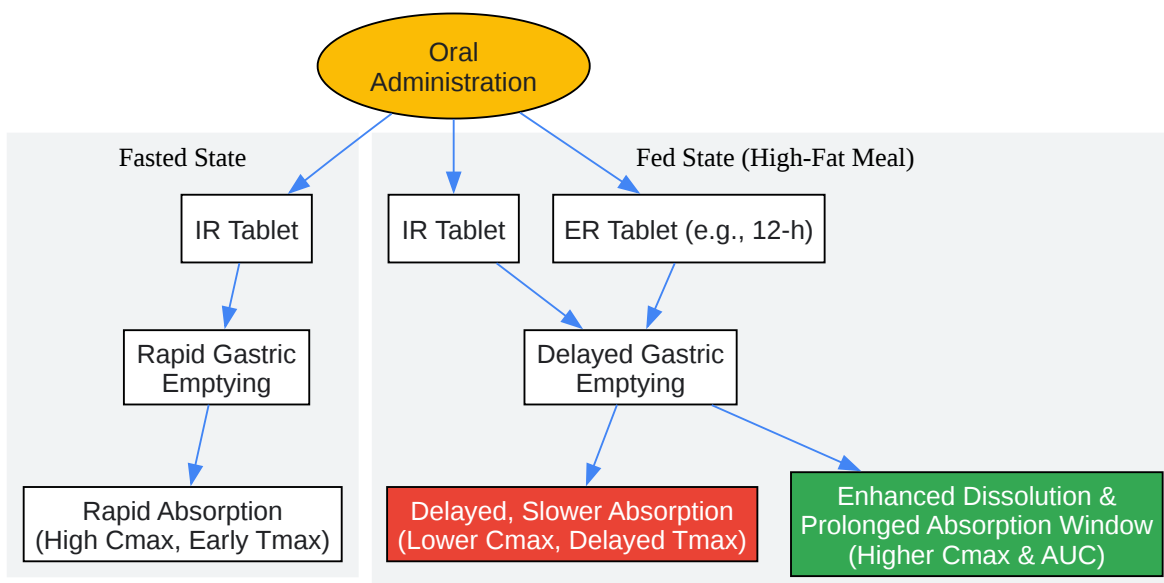 Oral
Administration
Fasted State
Fed State (High-Fat Meal)
IR Tablet
IR Tablet
ER Tablet (e.g., 12-h)
Rapid Gastric
Emptying
Delayed Gastric
Emptying
Rapid Absorption
(High Cmax, Early Tmax)
Delayed, Slower Absorption
(Lower Cmax, Delayed Tmax)
Enhanced Dissolution &
Prolonged Absorption Window
(Higher Cmax & AUC)